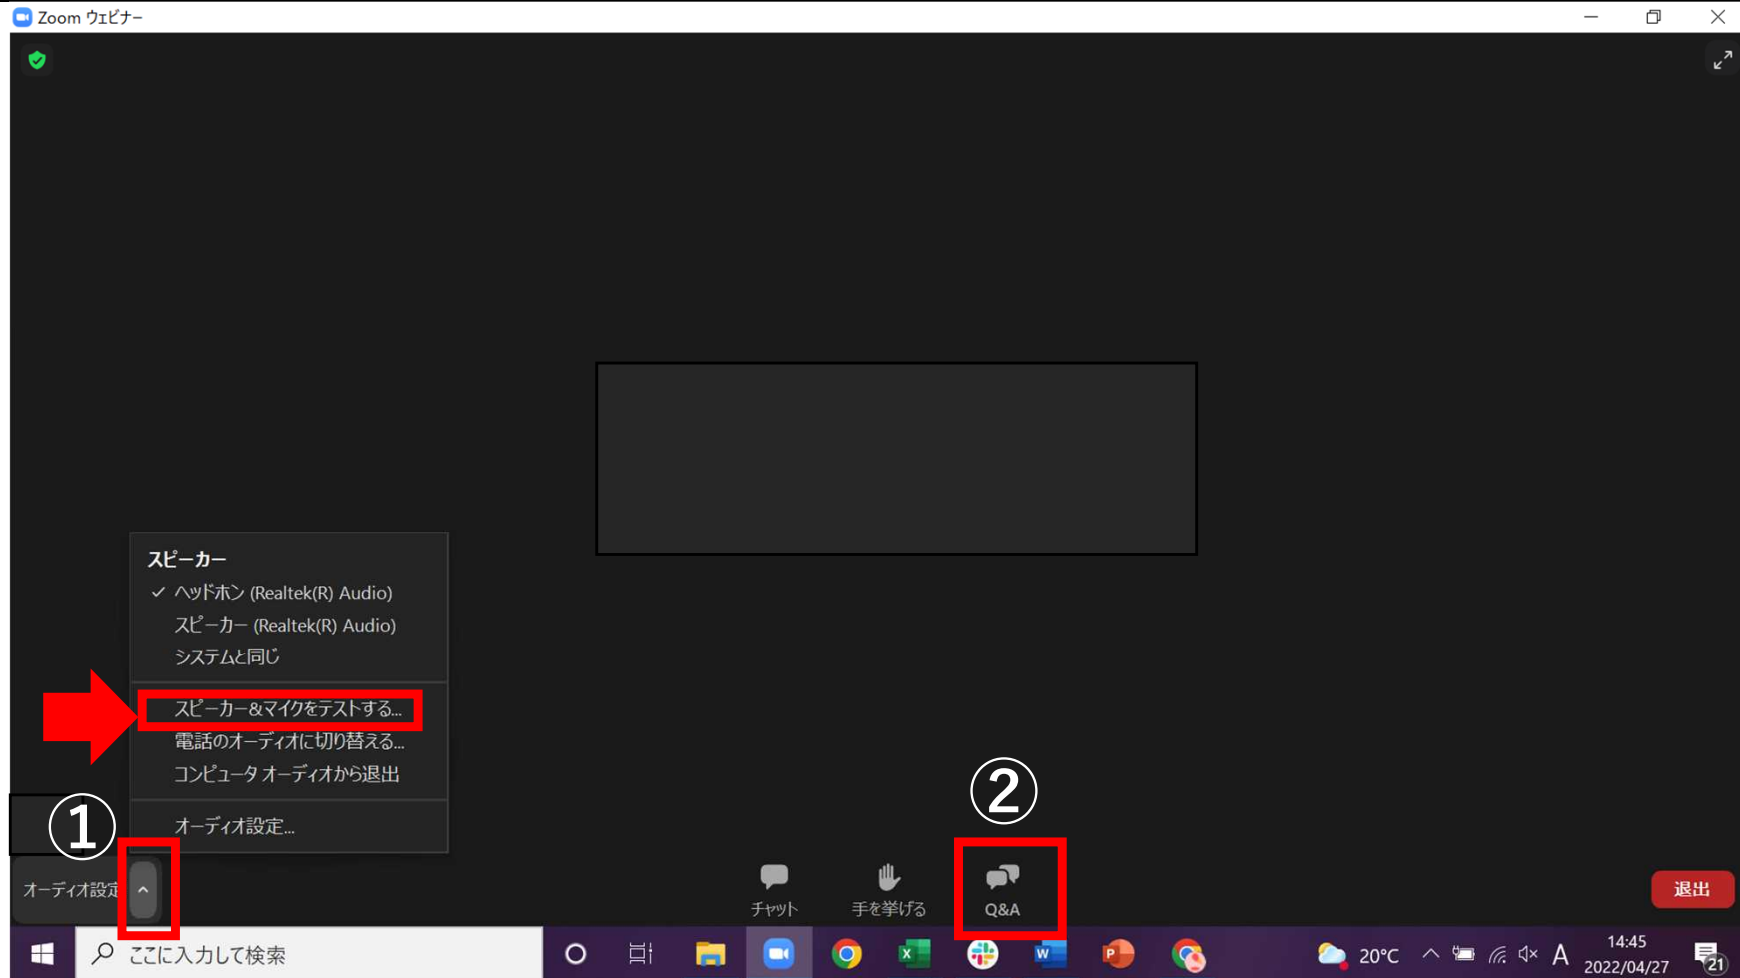 Zoom ウェビナー
スピーカー
ヘッドホン (Realtek(R) Audio)
スピーカー (Realtek(R) Audio)
システムと同じ
スピーカー&マイクをテストする...
電話のオーディオに切り替える...
コンピュータ オーディオから退出
オーディオ設定...
①
②
オーディオ設定
チャット
手を挙げる
Q&A
退出
ここに入力して検索
X
W
P
20°C
A
14:45
2022/04/27
21